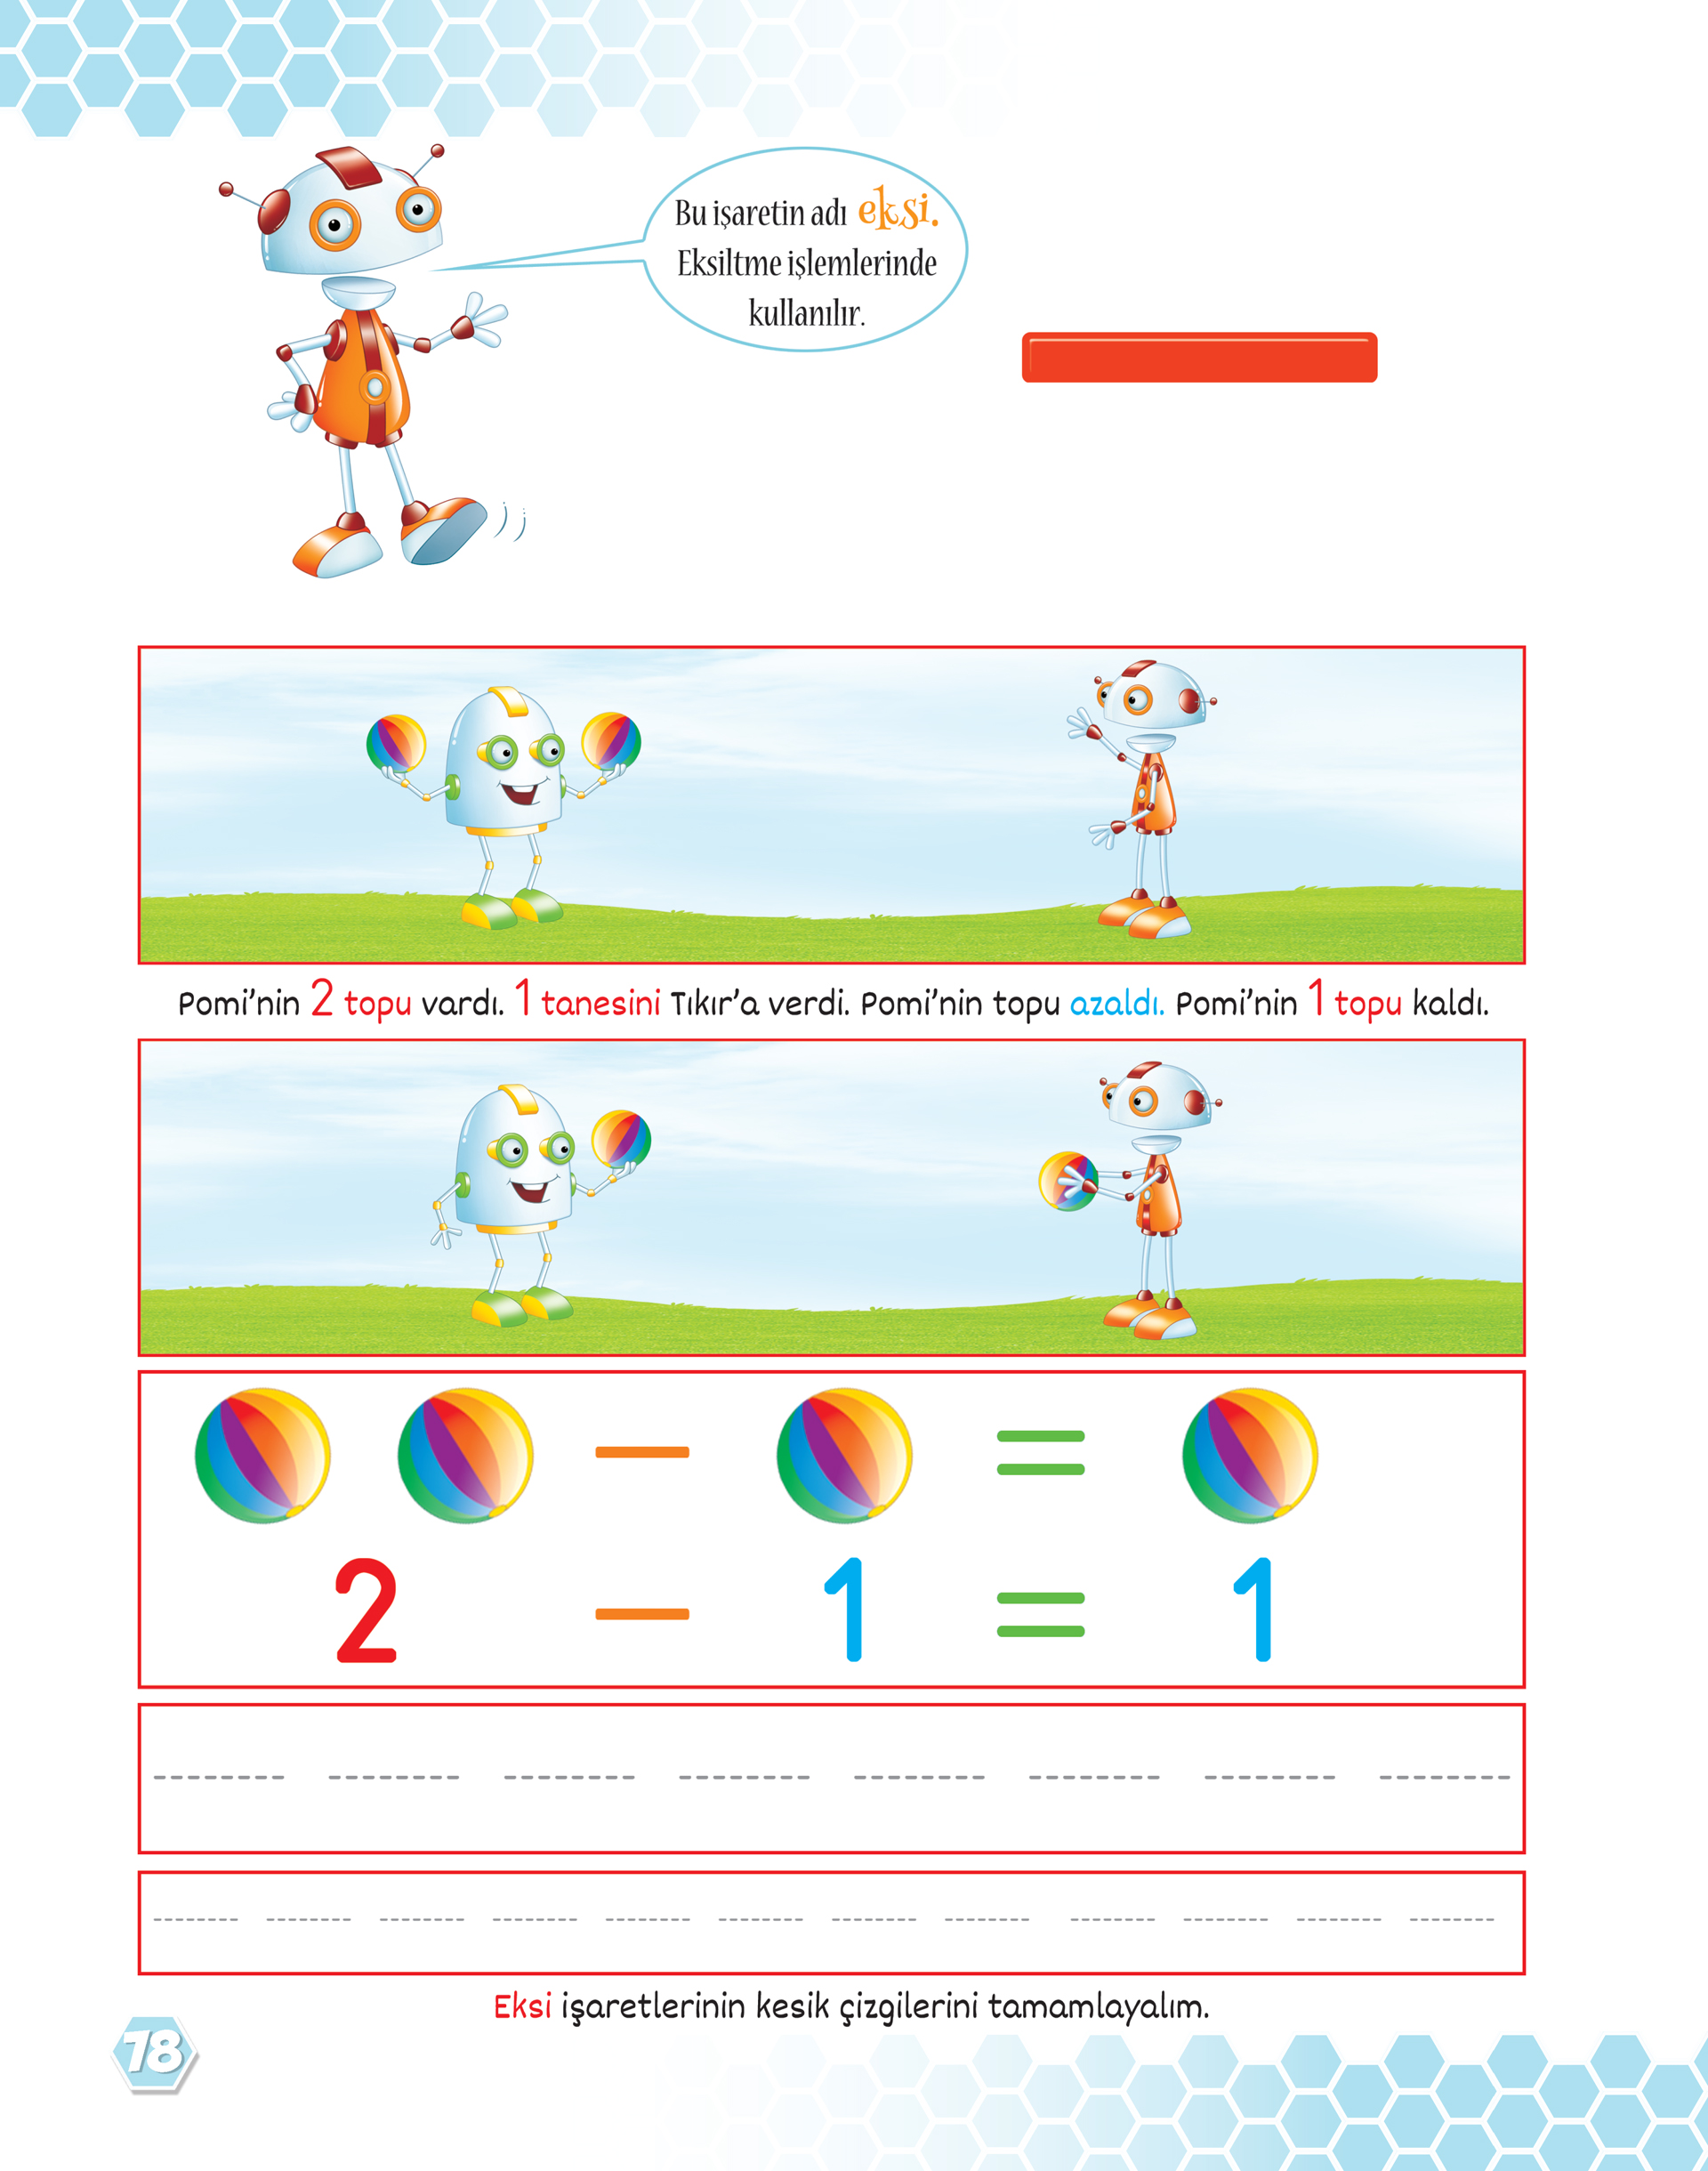 Bu işaretin adı eksi.
Eksiltme işlemlerinde
kullanılır.
Pomi’nin 2 topu vardı. 1 tanesini Tıkır’a verdi. Pomi’nin topu azaldı. Pomi’nin 1 topu kaldı.
2 – 1 = 1
Eksi işaretlerinin kesik çizgilerini tamamlayalım.
78